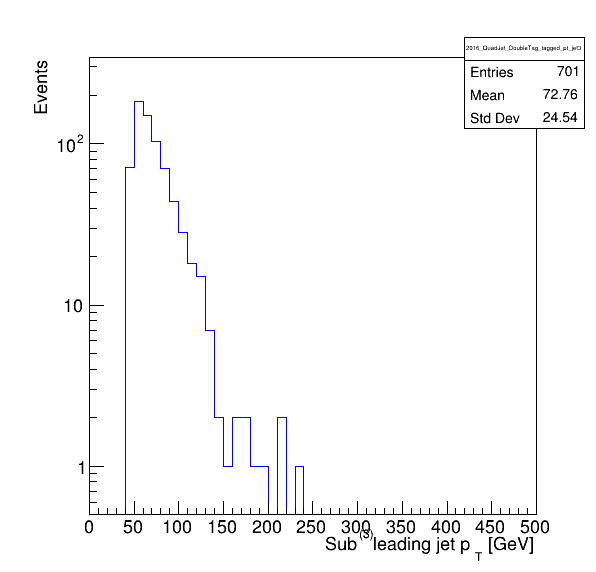 2016_QuadJet_DoubleTag_tagged_pt_jet3
Entries 701
Mean 72.76
Std Dev 24.54
Events
10²
10
1
0 50 100 150 200 250 300 350 400 450 500
Sub⁽³⁾leading jet p_T [GeV]